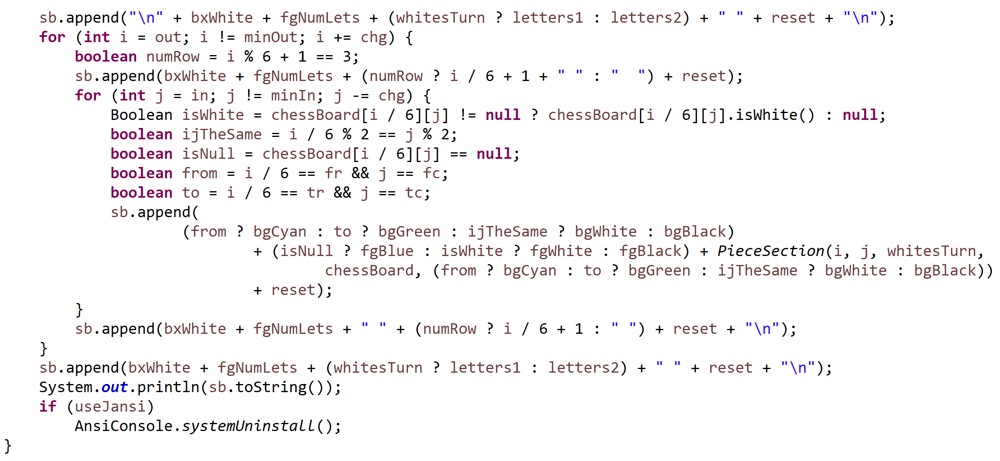 sb.append("\n" + bxWhite + fgNumLets + (whitesTurn ? letters1 : letters2) + " " + reset + "\n");
for (int i = out; i != minOut; i += chg) {
boolean numRow = i % 6 + 1 == 3;
sb.append(bxWhite + fgNumLets + (numRow ? i / 6 + 1 + " " : "  ") + reset);
for (int j = in; j != minIn; j -= chg) {
Boolean isWhite = chessBoard[i / 6][j] != null ? chessBoard[i / 6][j].isWhite() : null;
boolean ijTheSame = i / 6 % 2 == j % 2;
boolean isNull = chessBoard[i / 6][j] == null;
boolean from = i / 6 == fr && j == fc;
boolean to = i / 6 == tr && j == tc;
sb.append(
(from ? bgCyan : to ? bgGreen : ijTheSame ? bgWhite : bgBlack)
+ (isNull ? fgBlue : isWhite ? fgWhite : fgBlack) + PieceSection(i, j, whitesTurn,
chessBoard, (from ? bgCyan : to ? bgGreen : ijTheSame ? bgWhite : bgBlack))
+ reset);
}
sb.append(bxWhite + fgNumLets + " " + (numRow ? i / 6 + 1 : " ") + reset + "\n");
}
sb.append(bxWhite + fgNumLets + (whitesTurn ? letters1 : letters2) + " " + reset + "\n");
System.out.println(sb.toString());
if (useJansi)
AnsiConsole.systemUninstall();
}